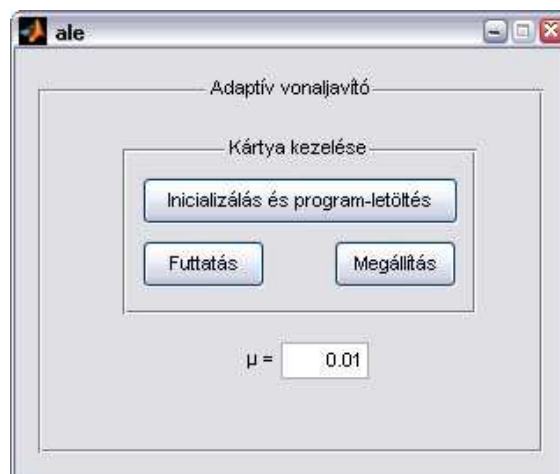 ale
Adaptív vonaljavító
Kártya kezelése
Inicializálás és program-letöltés
Futtatás Megállítás
μ = 0.01